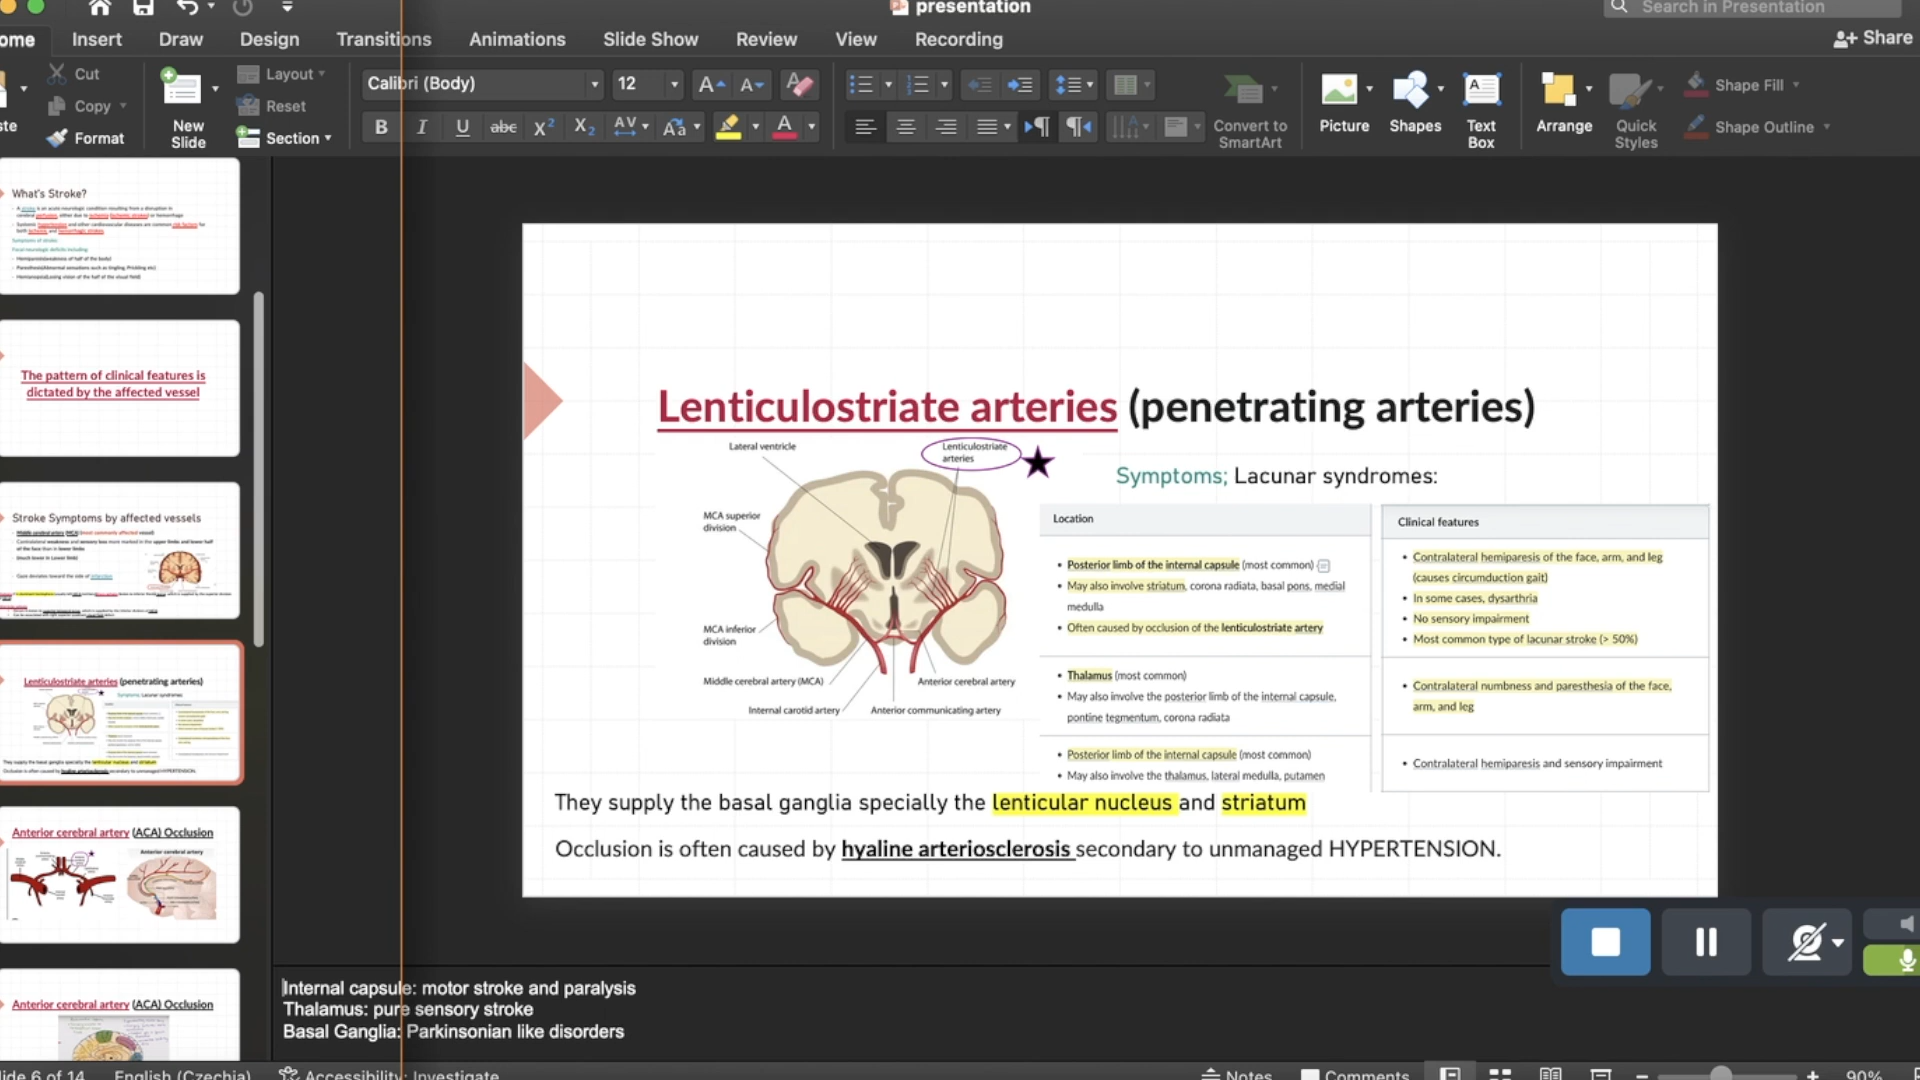 presentation
Search in Presentation
ome
Insert
Draw
Design
Transitions
Animations
Slide Show
Review
View
Recording
Share
Cut
Copy
Format
New
Slide
Layout
Reset
Section
Calibri (Body)
12
Convert to
SmartArt
Picture
Shapes
Text
Box
Arrange
Quick
Styles
Shape Fill
Shape Outline
What's Stroke?
The pattern of clinical features is
dictated by the affected vessel
Stroke Symptoms by affected vessels
Lenticulostriate arteries (penetrating arteries)
Anterior cerebral artery (ACA) Occlusion
Anterior cerebral artery
Anterior cerebral artery (ACA) Occlusion
Lenticulostriate arteries (penetrating arteries)
Lateral ventricle
Lenticulostriate
arteries
MCA superior
division
MCA inferior
division
Middle cerebral artery (MCA)
Anterior cerebral artery
Internal carotid artery
Anterior communicating artery
Symptoms; Lacunar syndromes:
Location
Clinical features
• Posterior limb of the internal capsule (most common)
• May also involve striatum, corona radiata, basal pons, medial
medulla
• Often caused by occlusion of the lenticulostriate artery
• Contralateral hemiparesis of the face, arm, and leg
(causes circumduction gait)
• In some cases, dysarthria
• No sensory impairment
• Most common type of lacunar stroke (> 50%)
• Thalamus (most common)
• May also involve the posterior limb of the internal capsule,
pontine tegmentum, corona radiata
• Contralateral numbness and paresthesia of the face,
arm, and leg
• Posterior limb of the internal capsule (most common)
• May also involve the thalamus, lateral medulla, putamen
• Contralateral hemiparesis and sensory impairment
They supply the basal ganglia specially the lenticular nucleus and striatum
Occlusion is often caused by hyaline arteriosclerosis secondary to unmanaged HYPERTENSION.
Internal capsule: motor stroke and paralysis
Thalamus: pure sensory stroke
Basal Ganglia: Parkinsonian like disorders
lide 6 of 14
English (Czechia)
Accessibility: Investigate
Notes
Comments
90%